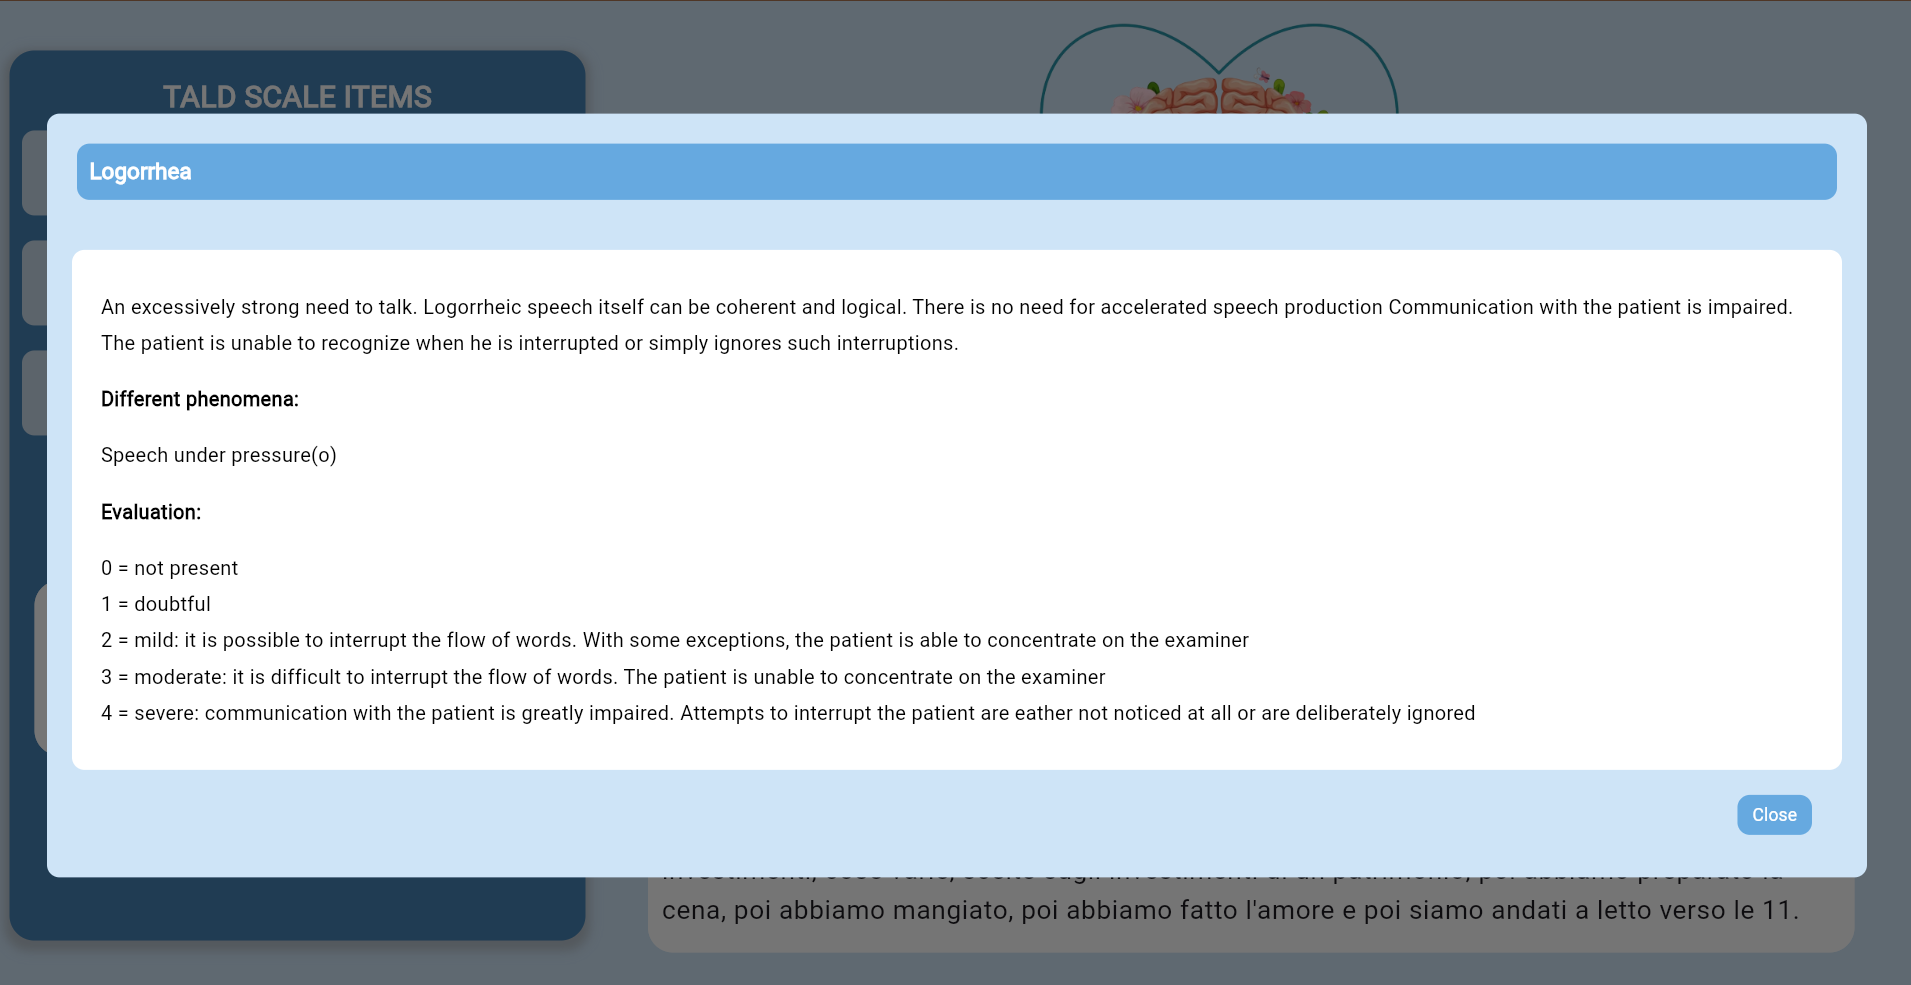 TALD SCALE ITEMS
Logorrhea
An excessively strong need to talk. Logorrheic speech itself can be coherent and logical. There is no need for accelerated speech production Communication with the patient is impaired.
The patient is unable to recognize when he is interrupted or simply ignores such interruptions.
Different phenomena:
Speech under pressure(o)
Evaluation:
0 = not present
1 = doubtful
2 = mild: it is possible to interrupt the flow of words. With some exceptions, the patient is able to concentrate on the examiner
3 = moderate: it is difficult to interrupt the flow of words. The patient is unable to concentrate on the examiner
4 = severe: communication with the patient is greatly impaired. Attempts to interrupt the patient are eather not noticed at all or are deliberately ignored
Close
cena, poi abbiamo mangiato, poi abbiamo fatto l'amore e poi siamo andati a letto verso le 11.